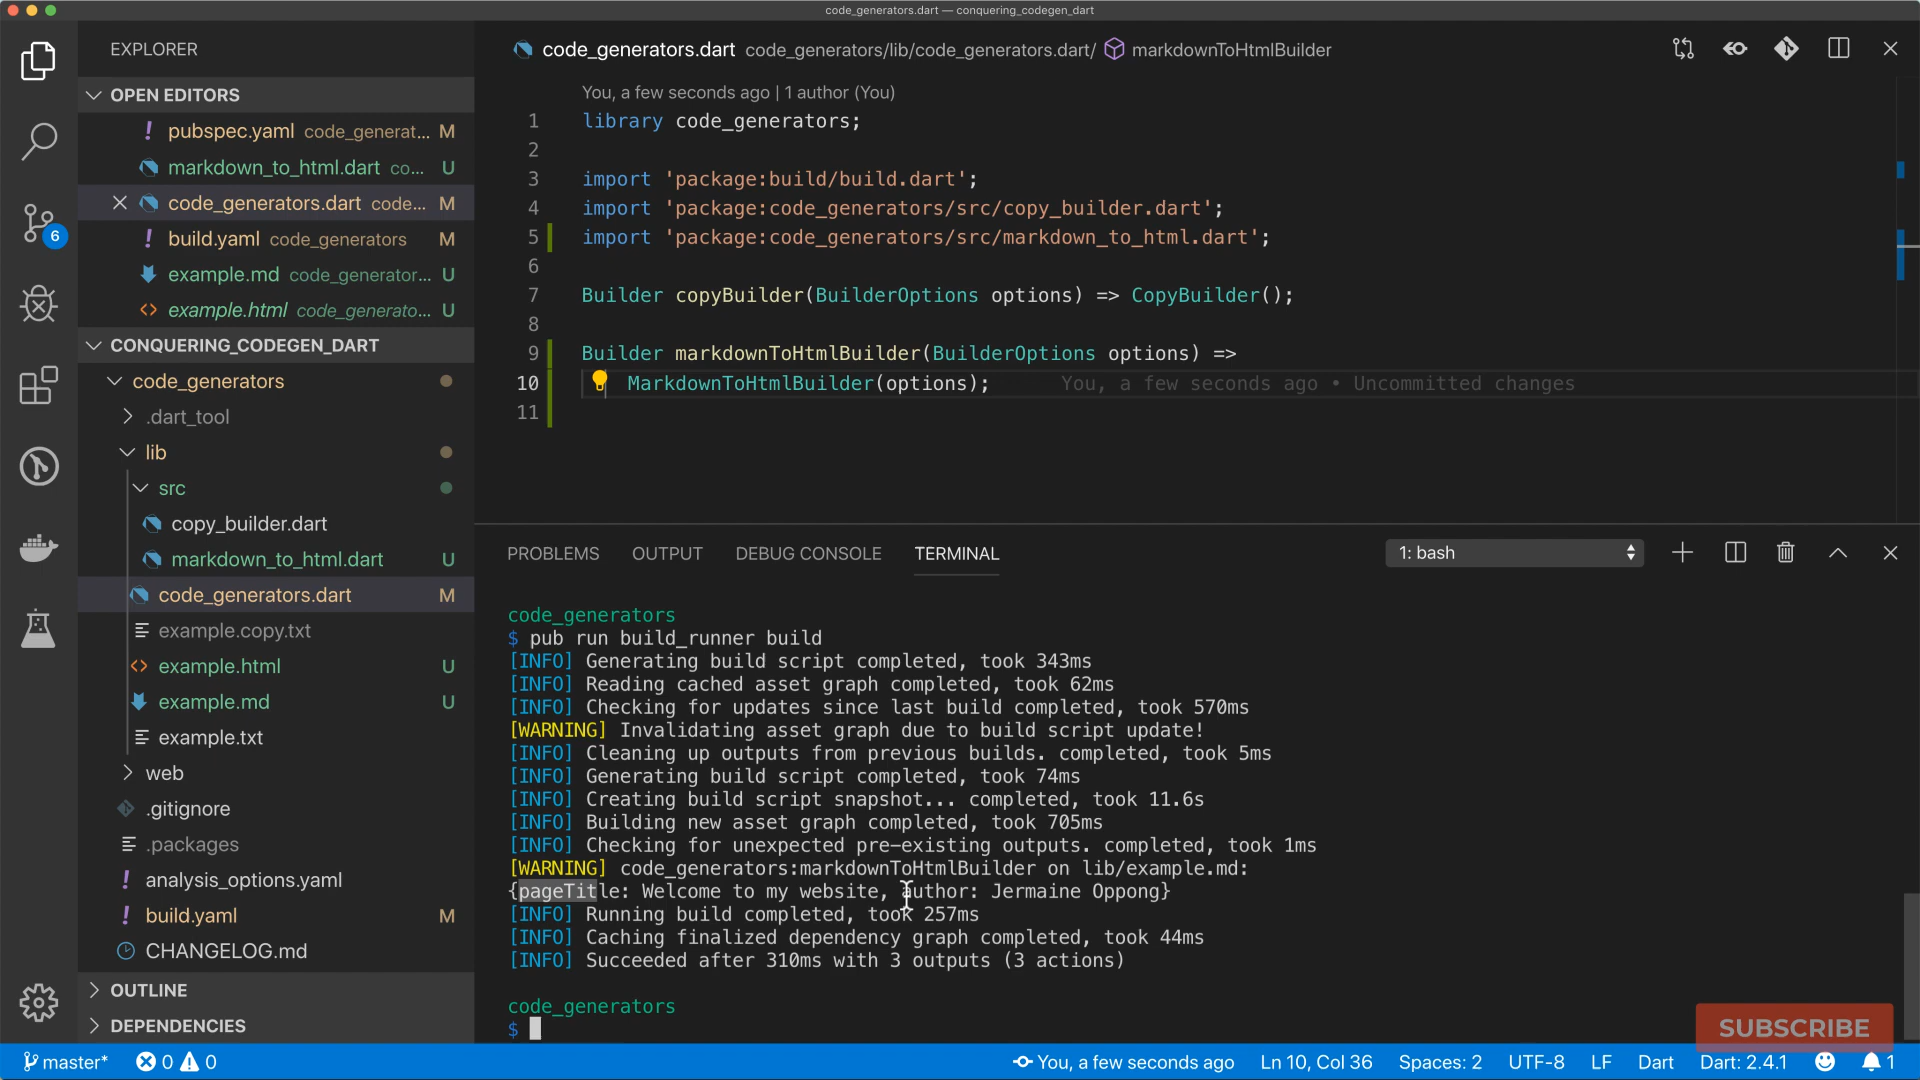 code_generators.dart — conquering_codegen_dart
EXPLORER
OPEN EDITORS
! pubspec.yaml code_generat... M
markdown_to_html.dart co... U
code_generators.dart code... M
! build.yaml code_generators M
example.md code_generator... U
<> example.html code_generato... U
CONQUERING_CODEGEN_DART
code_generators
.dart_tool
lib
src
copy_builder.dart
markdown_to_html.dart U
code_generators.dart M
example.copy.txt
<> example.html U
example.md U
example.txt
web
.gitignore
.packages
! analysis_options.yaml
! build.yaml M
CHANGELOG.md
OUTLINE
DEPENDENCIES
6
code_generators.dart code_generators/lib/code_generators.dart/ markdownToHtmlBuilder
You, a few seconds ago | 1 author (You)
1 library code_generators;
2
3 import 'package:build/build.dart';
4 import 'package:code_generators/src/copy_builder.dart';
5 import 'package:code_generators/src/markdown_to_html.dart';
6
7 Builder copyBuilder(BuilderOptions options) => CopyBuilder();
8
9 Builder markdownToHtmlBuilder(BuilderOptions options) =>
10 MarkdownToHtmlBuilder(options); You, a few seconds ago • Uncommitted changes
11
PROBLEMS OUTPUT DEBUG CONSOLE TERMINAL 1: bash
code_generators
$ pub run build_runner build
[INFO] Generating build script completed, took 343ms
[INFO] Reading cached asset graph completed, took 62ms
[INFO] Checking for updates since last build completed, took 570ms
[WARNING] Invalidating asset graph due to build script update!
[INFO] Cleaning up outputs from previous builds. completed, took 5ms
[INFO] Generating build script completed, took 74ms
[INFO] Creating build script snapshot... completed, took 11.6s
[INFO] Building new asset graph completed, took 705ms
[INFO] Checking for unexpected pre-existing outputs. completed, took 1ms
[WARNING] code_generators:markdownToHtmlBuilder on lib/example.md:
{pageTitle: Welcome to my website, author: Jermaine Oppong}
[INFO] Running build completed, took 257ms
[INFO] Caching finalized dependency graph completed, took 44ms
[INFO] Succeeded after 310ms with 3 outputs (3 actions)
code_generators
$
SUBSCRIBE
master* 0 0 You, a few seconds ago Ln 10, Col 36 Spaces: 2 UTF-8 LF Dart Dart: 2.4.1 1